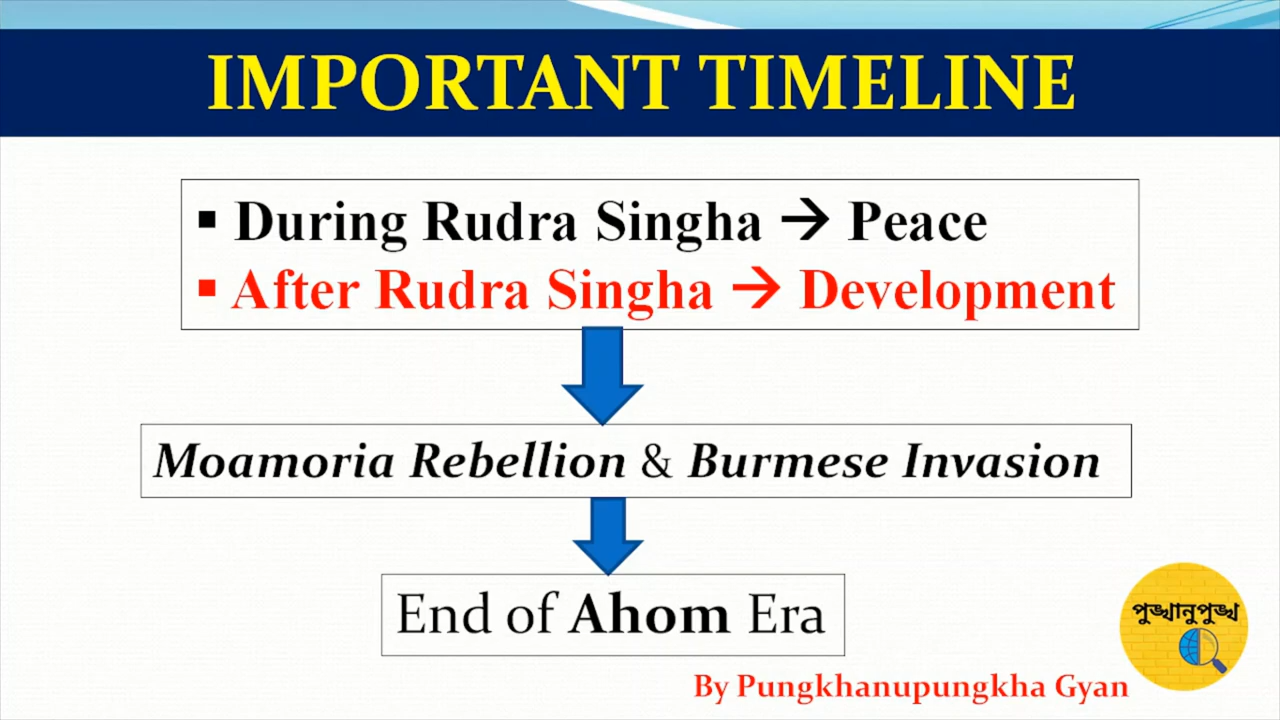 IMPORTANT TIMELINE
▪ During Rudra Singha → Peace
▪ After Rudra Singha → Development
Moamoria Rebellion & Burmese Invasion
End of Ahom Era
পুঙ্খানুপুঙ্খ
By Pungkhanupungkha Gyan